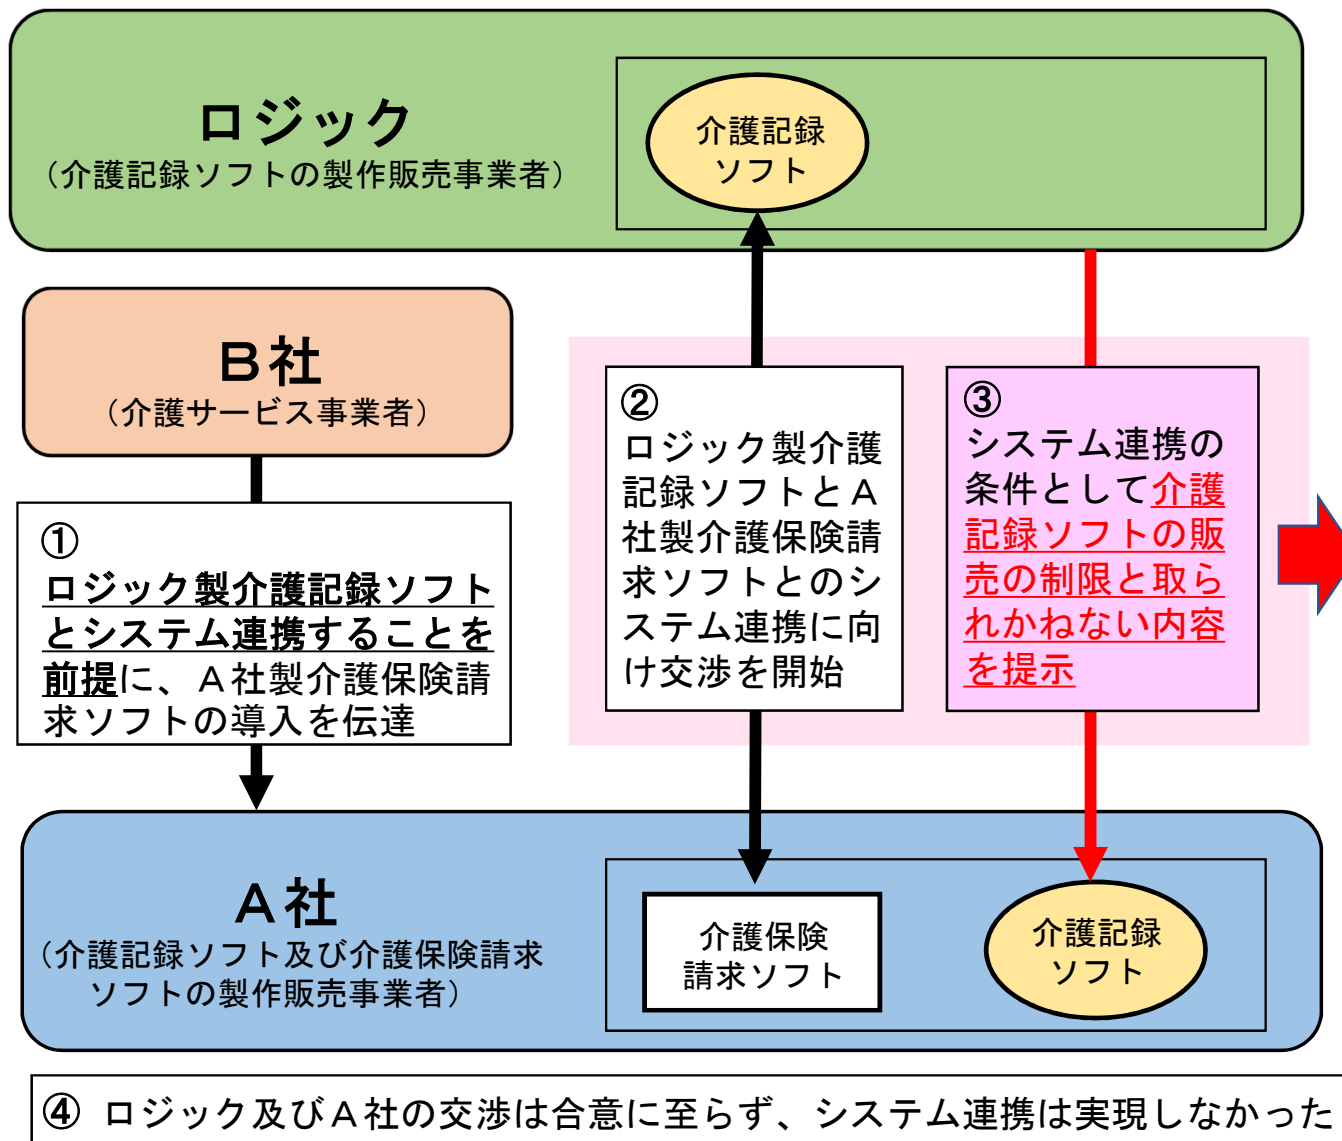 ロジック
（介護記録ソフトの製作販売事業者）
介護記録
ソフト
Ｂ社
（介護サービス事業者）
①
ロジック製介護記録ソフト
とシステム連携することを
前提に、Ａ社製介護保険請
求ソフトの導入を伝達
②
ロジック製介護
記録ソフトとＡ
社製介護保険請
求ソフトとのシ
ステム連携に向
け交渉を開始
③
システム連携の
条件として介護
記録ソフトの販
売の制限と取ら
れかねない内容
を提示
Ａ社
（介護記録ソフト及び介護保険請求
ソフトの製作販売事業者）
介護保険
請求ソフト
介護記録
ソフト
④ ロジック及びＡ社の交渉は合意に至らず、システム連携は実現しなかった